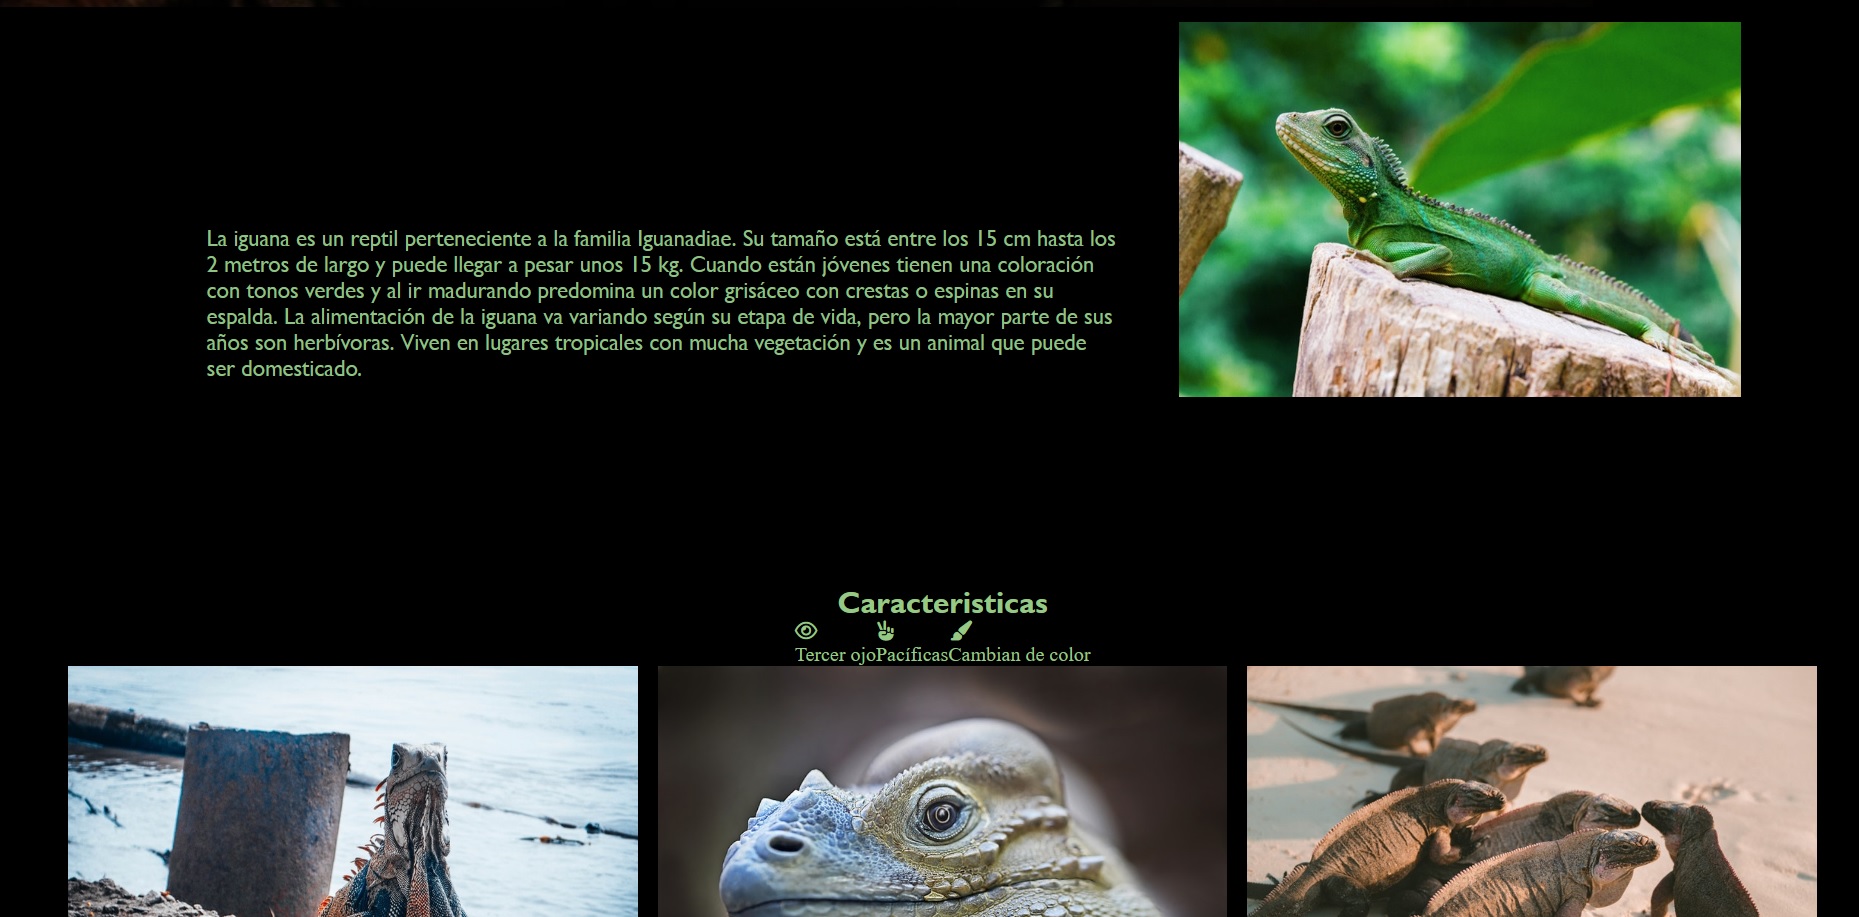 La iguana es un reptil perteneciente a la familia Iguanadiae. Su tamaño está entre los 15 cm hasta los
2 metros de largo y puede llegar a pesar unos 15 kg. Cuando están jóvenes tienen una coloración
con tonos verdes y al ir madurando predomina un color grisáceo con crestas o espinas en su
espalda. La alimentación de la iguana va variando según su etapa de vida, pero la mayor parte de sus
años son herbívoras. Viven en lugares tropicales con mucha vegetación y es un animal que puede
ser domesticado.
Caracteristicas
Tercer ojoPacíficasCambian de color